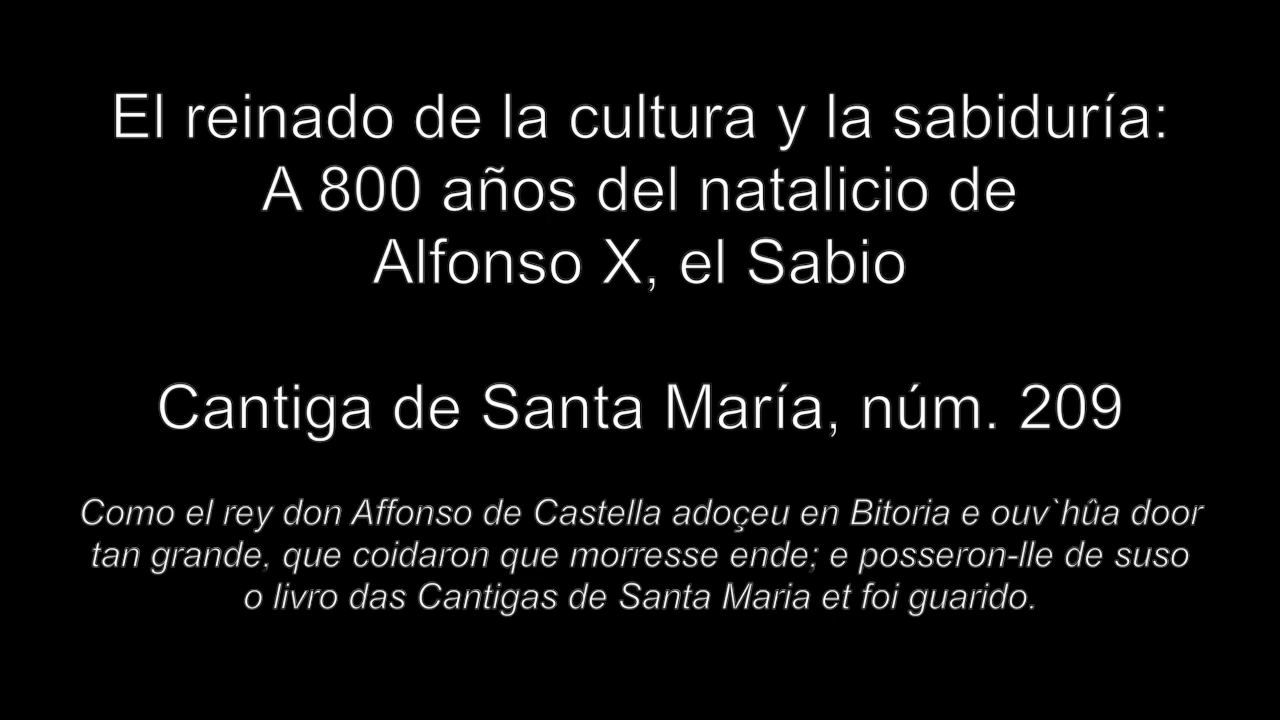 El reinado de la cultura y la sabiduría:
A 800 años del natalicio de
Alfonso X, el Sabio
Cantiga de Santa María, núm. 209
Como el rey don Affonso de Castella adoçeu en Bitoria e ouv`hûa door
tan grande, que coidaron que morresse ende; e posseron-lle de suso
o livro das Cantigas de Santa Maria et foi guarido.